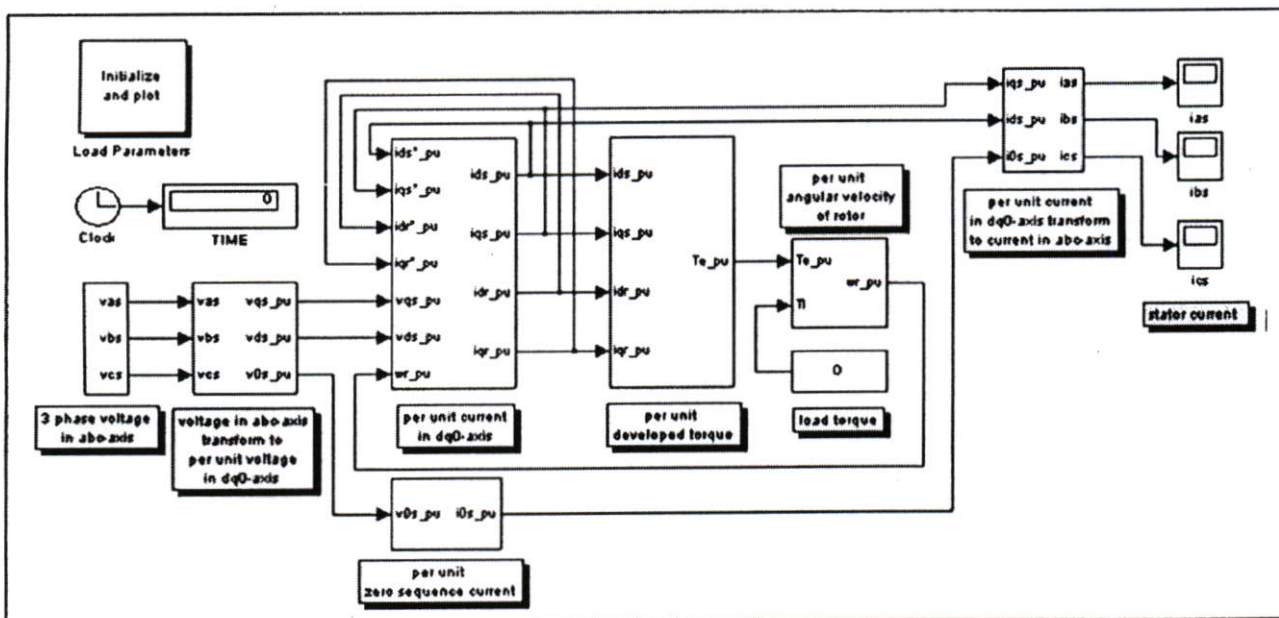 Initialize
and plot
Load Parameters
Clock
0
TIME
vas
vbs
vcs
3 phase voltage
in abc-axis
vas
vbs
vcs
vqs_pu
vds_pu
v0s_pu
voltage in abc-axis
transform to
per unit voltage
in dq0-axis
ids*_pu
iqs*_pu
idr*_pu
iqr*_pu
vqs_pu
vds_pu
wr_pu
ids_pu
iqs_pu
idr_pu
iqr_pu
per unit current
in dq0-axis
ids_pu
iqs_pu
idr_pu
iqr_pu
Te_pu
per unit
developed torque
per unit
angular velocity
of rotor
Te_pu
Tl
wr_pu
0
load torque
v0s_pu
i0s_pu
per unit
zero sequence current
iqs_pu
ids_pu
i0s_pu
ias
ibs
ics
per unit current
in dq0-axis transform
to current in abc-axis
ias
ibs
ics
stator current